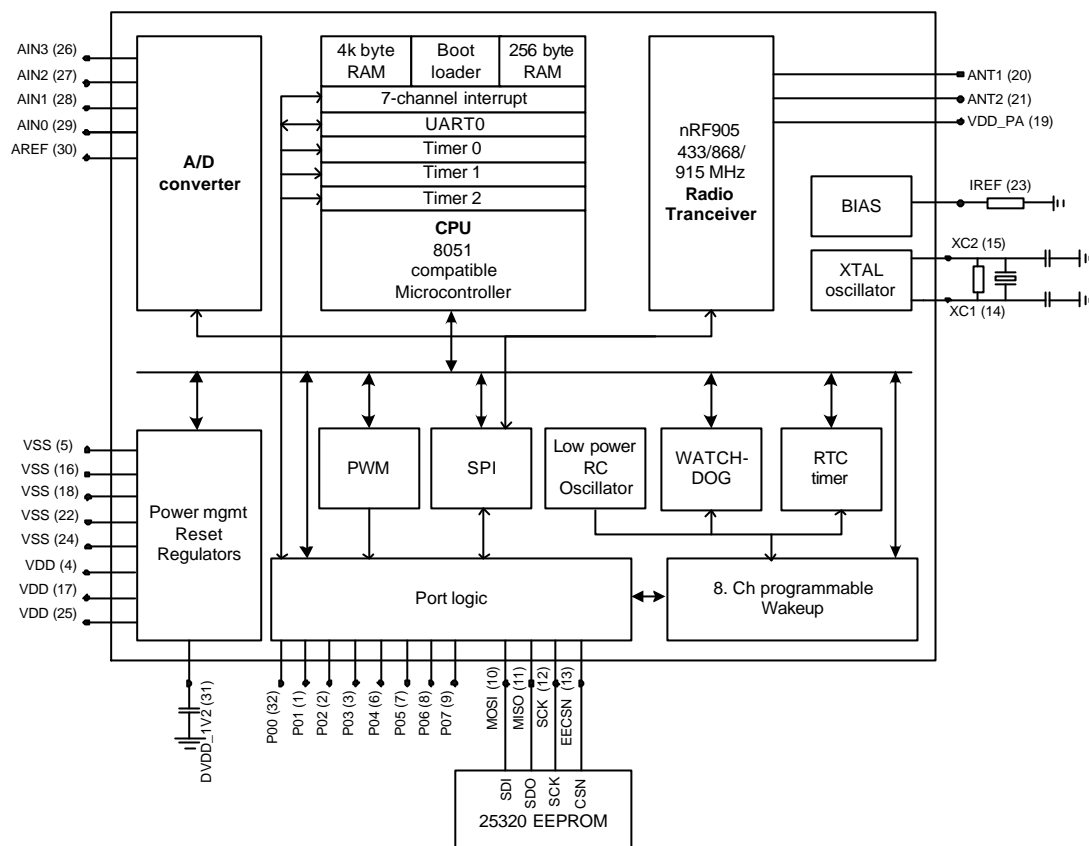 AIN3 (26)
AIN2 (27)
AIN1 (28)
AIN0 (29)
AREF (30)
A/D
converter
4k byte
RAM
Boot
loader
256 byte
RAM
7-channel interrupt
UART0
Timer 0
Timer 1
Timer 2
CPU
8051
compatible
Microcontroller
nRF905
433/868/
915 MHz
Radio
Tranceiver
ANT1 (20)
ANT2 (21)
VDD_PA (19)
BIAS
IREF (23)
XTAL
oscillator
XC2 (15)
XC1 (14)
VSS (5)
VSS (16)
VSS (18)
VSS (22)
VSS (24)
VDD (4)
VDD (17)
VDD (25)
Power mgmt
Reset
Regulators
PWM
SPI
Low power
RC
Oscillator
WATCH-
DOG
RTC
timer
Port logic
8. Ch programmable
Wakeup
DVDD_1V2 (31)
P00 (32)
P01 (1)
P02 (2)
P03 (3)
P04 (6)
P05 (7)
P06 (8)
P07 (9)
MOSI (10)
MISO (11)
SCK (12)
EECSN (13)
SDI
SDO
SCK
CSN
25320 EEPROM